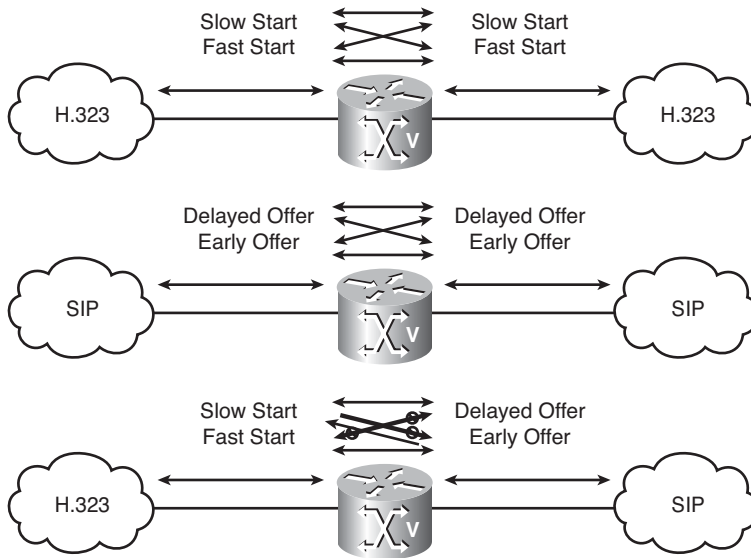 Slow Start
Fast Start
Slow Start
Fast Start
H.323
V
H.323
Delayed Offer
Early Offer
Delayed Offer
Early Offer
SIP
V
SIP
Slow Start
Fast Start
Delayed Offer
Early Offer
H.323
V
SIP